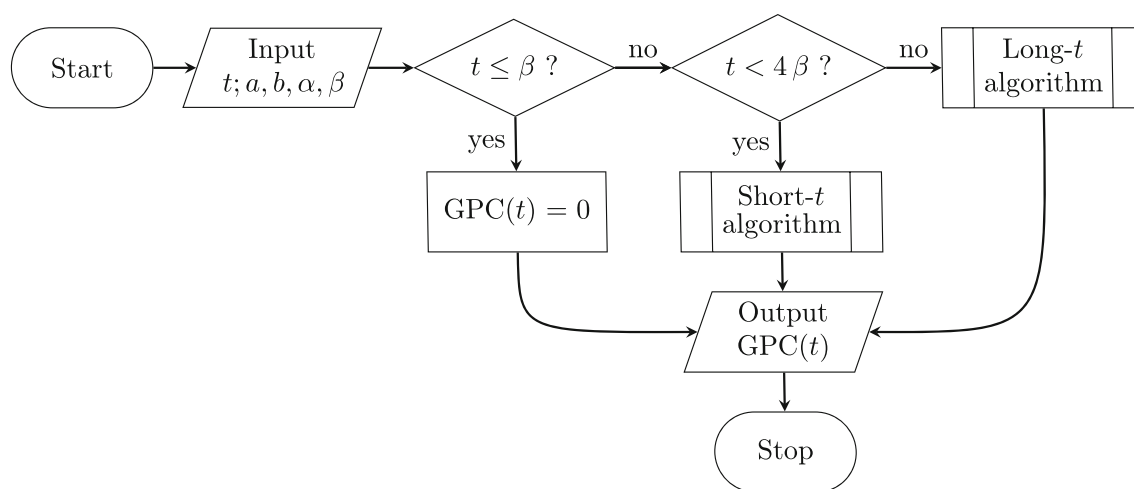 Start
Input
t; a, b, α, β
t ≤ β ?
no
t < 4 β ?
no
Long-t
algorithm
yes
yes
GPC(t) = 0
Short-t
algorithm
Output
GPC(t)
Stop